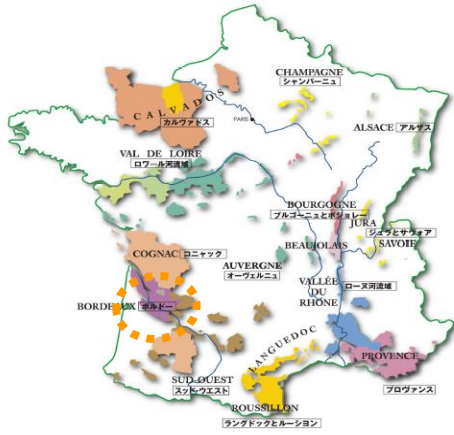 CHAMPAGNE
シャンパーニュ
CALVADOS
カルヴァドス
PARIS
ALSACE アルザス
VAL DE LOIRE
ロワール河流域
BOURGOGNE
ブルゴーニュとボジョレー
JURA
ジュラとサヴォア
SAVOIE
BEAUJOLAIS
COGNAC コニャック
AUVERGNE
オーヴェルニュ
VALLÉE
DU
RHÔNE
ローヌ河流域
BORDEAUX ボルドー
LANGUEDOC
PROVENCE
プロヴァンス
SUD-OUEST
スッド・ウエスト
ROUSSILLON
ラングドックとルーション